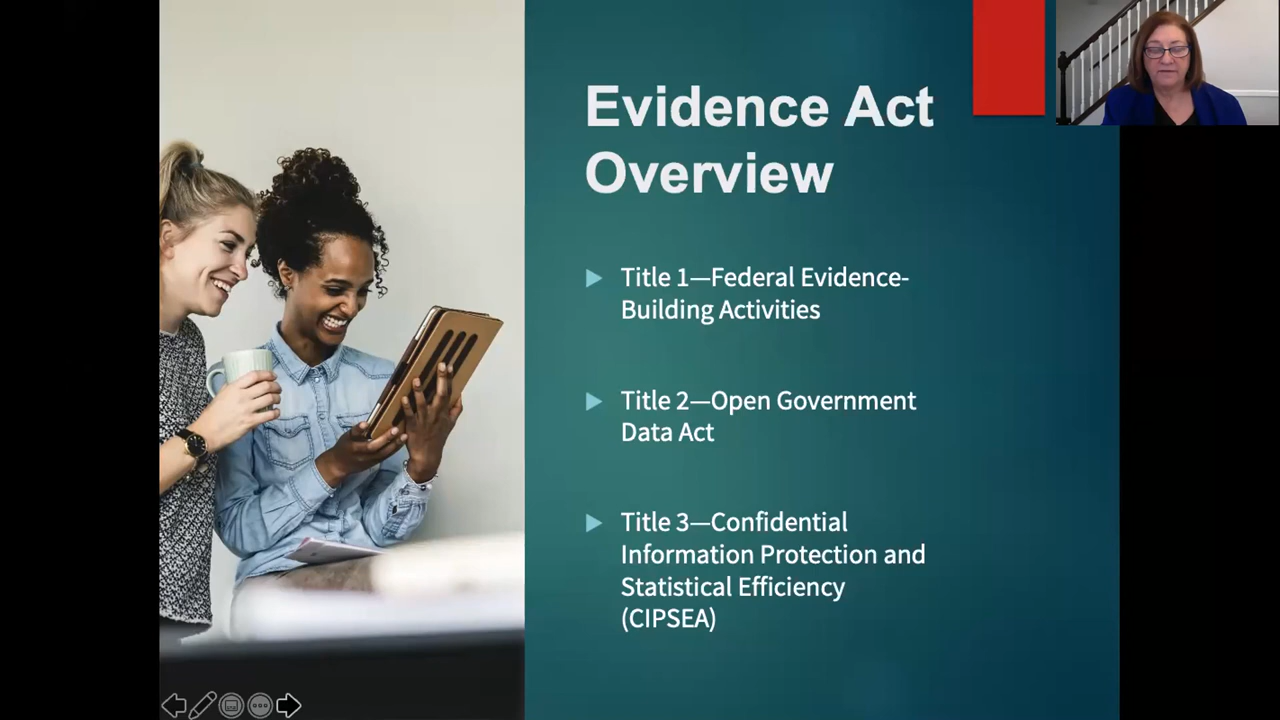 Evidence Act
Overview
Title 1—Federal Evidence-
Building Activities
Title 2—Open Government
Data Act
Title 3—Confidential
Information Protection and
Statistical Efficiency
(CIPSEA)